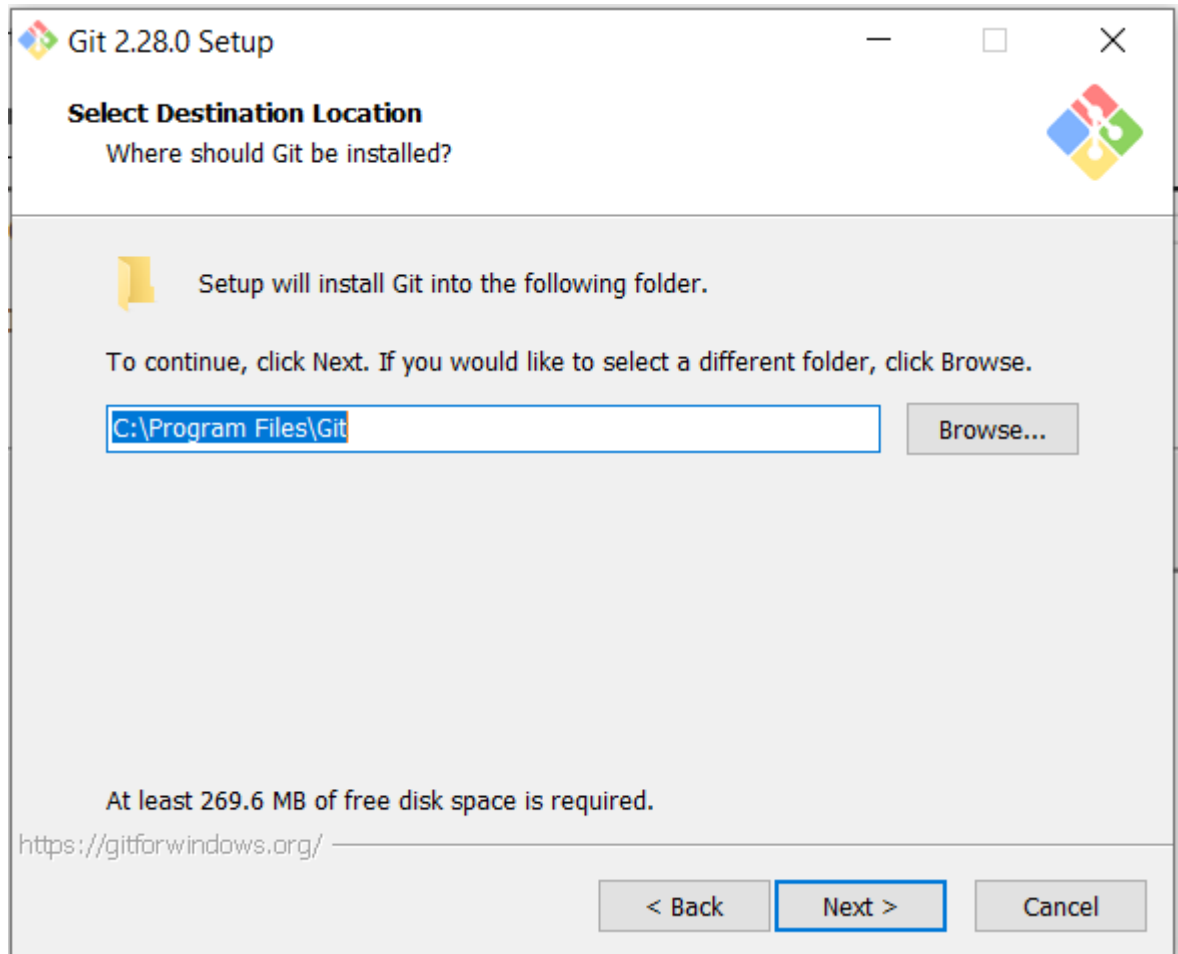 Git 2.28.0 Setup
Select Destination Location
Where should Git be installed?
Setup will install Git into the following folder.
To continue, click Next. If you would like to select a different folder, click Browse.
C:\Program Files\Git
Browse...
At least 269.6 MB of free disk space is required.
https://gitforwindows.org/
< Back
Next >
Cancel